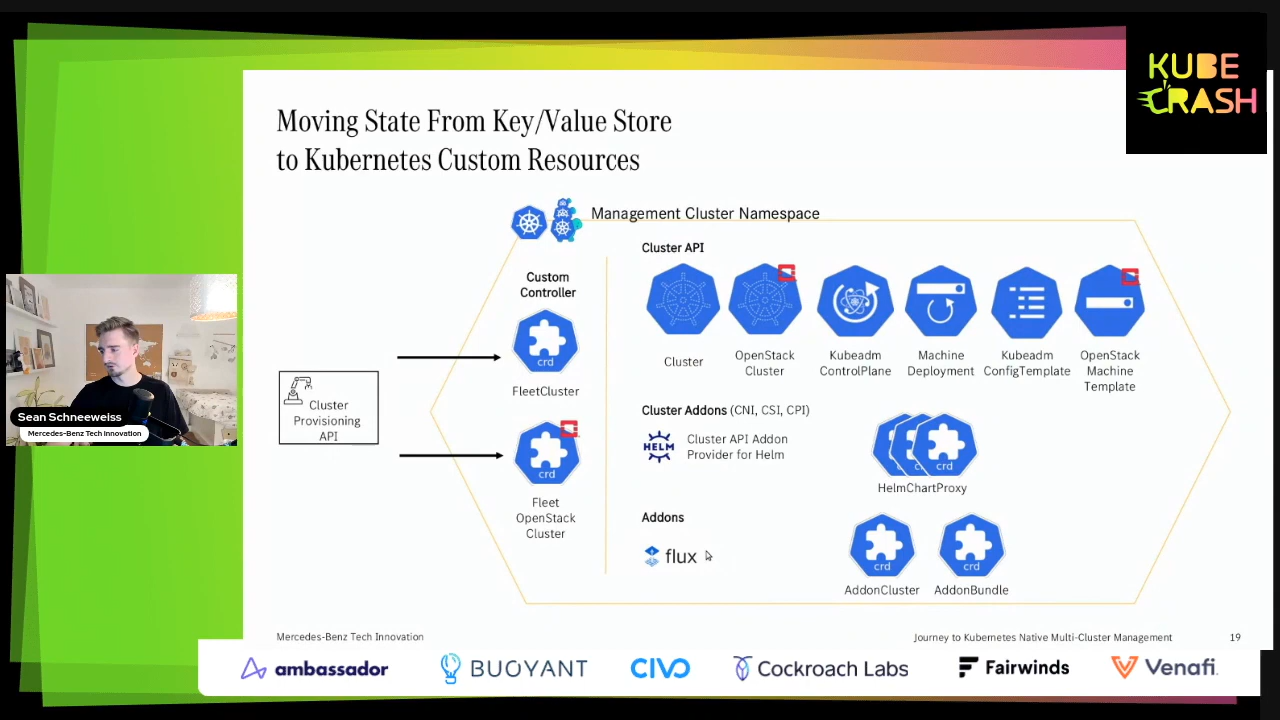 KUBE
CRASH
Moving State From Key/Value Store
to Kubernetes Custom Resources
Management Cluster Namespace
Custom
Controller
crd
FleetCluster
crd
Fleet
OpenStack
Cluster
Cluster
Provisioning
API
Cluster API
Cluster
OpenStack
Cluster
Kubeadm
ControlPlane
Machine
Deployment
Kubeadm
ConfigTemplate
OpenStack
Machine
Template
Cluster Addons (CNI, CSI, CPI)
HELM
Cluster API Addon
Provider for Helm
c
c
crd
HelmChartProxy
Addons
flux
crd
AddonCluster
crd
AddonBundle
Sean Schneeweiss
Mercedes-Benz Tech Innovation
Mercedes-Benz Tech Innovation
Journey to Kubernetes Native Multi-Cluster Management
19
ambassador
BUOYANT
CIVO
Cockroach Labs
Fairwinds
Venafi.